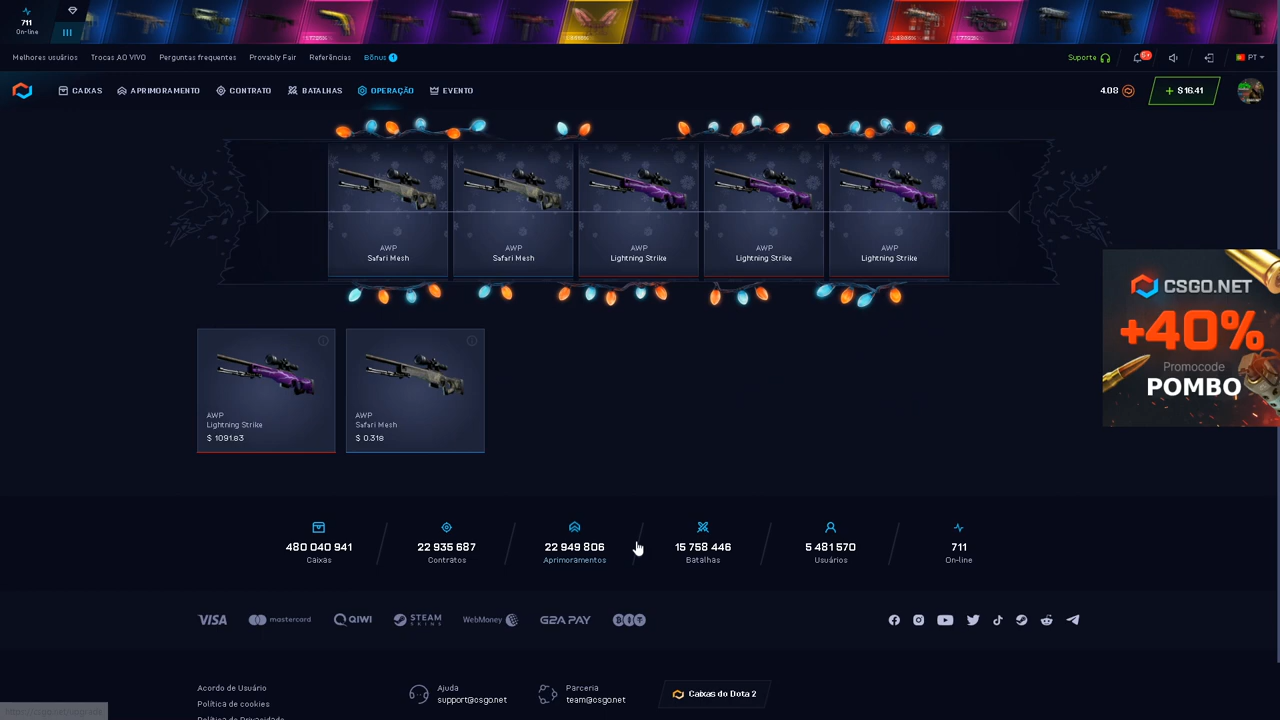 711
On-line
Melhores usuários Trocas AO VIVO Perguntas frequentes Provably Fair Referências Bônus
Suporte PT
CAIXAS APRIMORAMENTO CONTRATO BATALHAS OPERAÇÃO EVENTO
4.08 + $ 16.41
AWP AWP AWP AWP AWP
Safari Mesh Safari Mesh Lightning Strike Lightning Strike Lightning Strike
CSGO.NET
+40%
Promocode
POMBO
AWP AWP
Lightning Strike Safari Mesh
$ 1091.83 $ 0.318
480 040 941 22 935 687 22 949 806 15 758 446 5 481 570 711
Caixas Contratos Aprimoramentos Batalhas Usuários On-line
VISA mastercard QIWI STEAM SKINS WebMoney G2A PAY
Acordo de Usuário Ajuda Parceria Caixas do Dota 2
support@csgo.net team@csgo.net
Política de cookies
Política de Privacidade